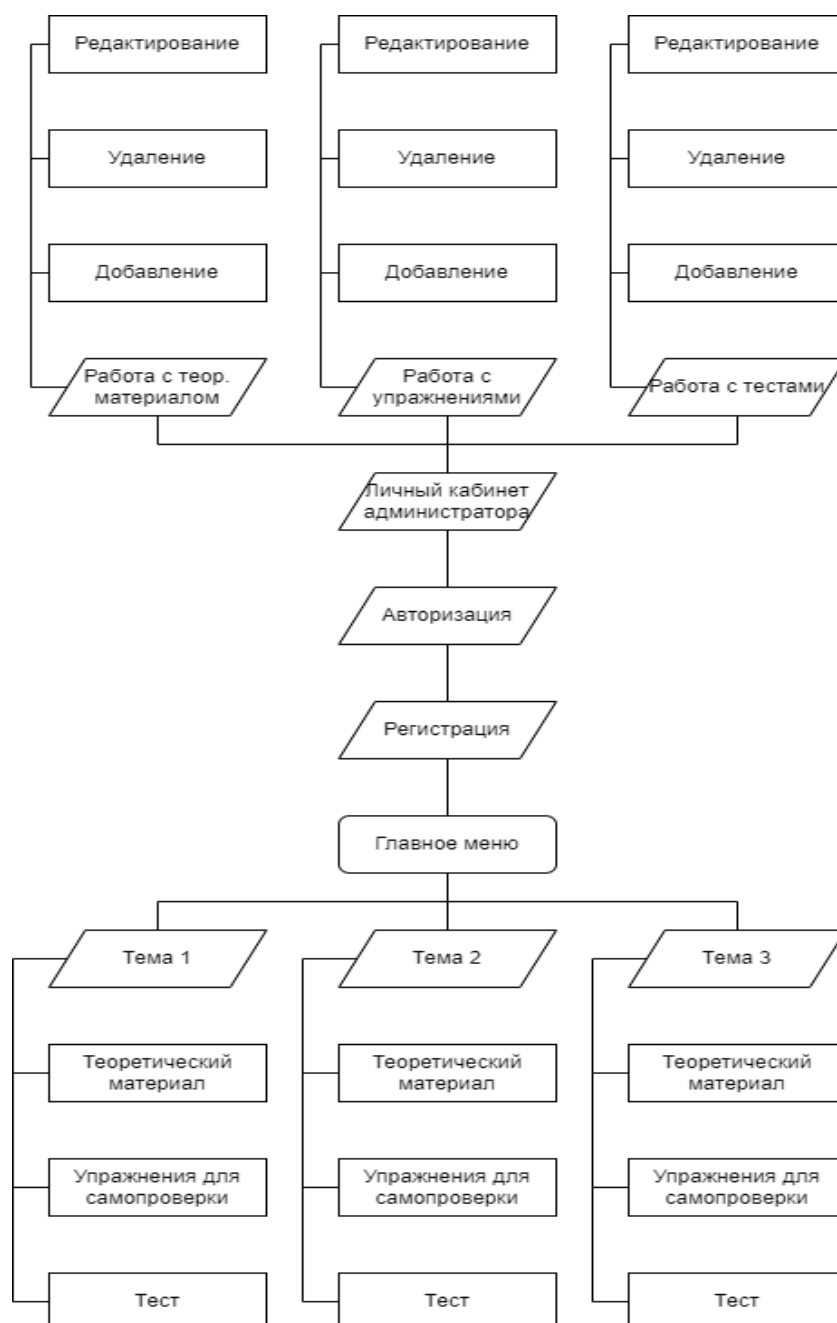 Редактирование
Редактирование
Редактирование
Удаление
Удаление
Удаление
Добавление
Добавление
Добавление
Работа с теор.
материалом
Работа с
упражнениями
Работа с тестами
Личный кабинет
администратора
Авторизация
Регистрация
Главное меню
Тема 1
Тема 2
Тема 3
Теоретический
материал
Теоретический
материал
Теоретический
материал
Упражнения для
самопроверки
Упражнения для
самопроверки
Упражнения для
самопроверки
Тест
Тест
Тест